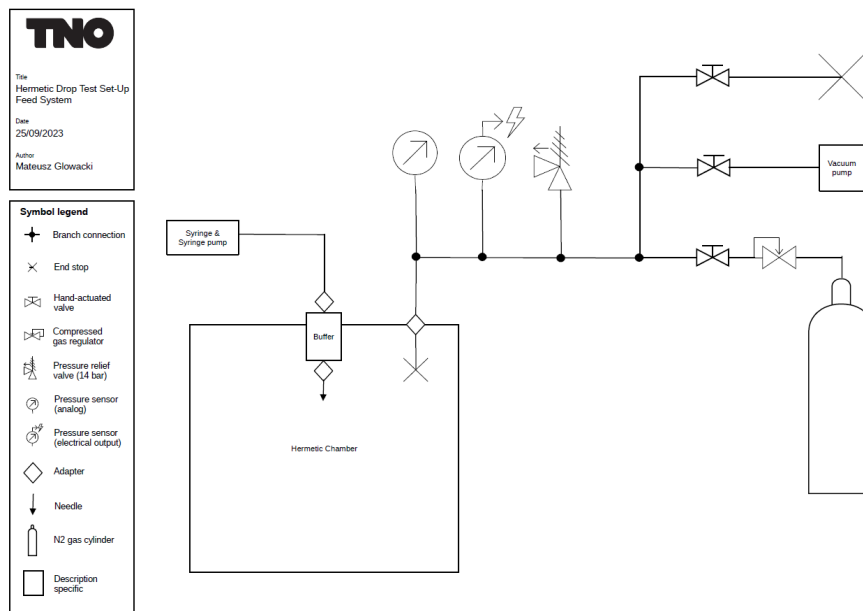 TNO
Title
Hermetic Drop Test Set-Up
Feed System
Date
25/09/2023
Author
Mateusz Glowacki
Symbol legend
Branch connection
End stop
Hand-actuated
valve
Compressed
gas regulator
Pressure relief
valve (14 bar)
Pressure sensor
(analog)
Pressure sensor
(electrical output)
Adapter
Needle
N2 gas cylinder
Description
specific
Syringe &
Syringe pump
Buffer
Hermetic Chamber
Vacuum
pump